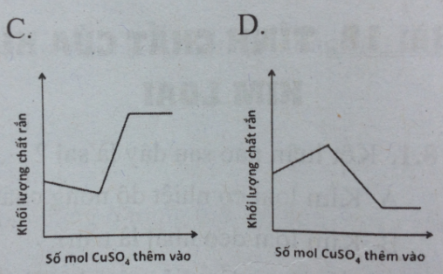 C.
Khối lượng chất rắn
Số mol CuSO₄ thêm vào
D.
Khối lượng chất rắn
Số mol CuSO₄ thêm vào